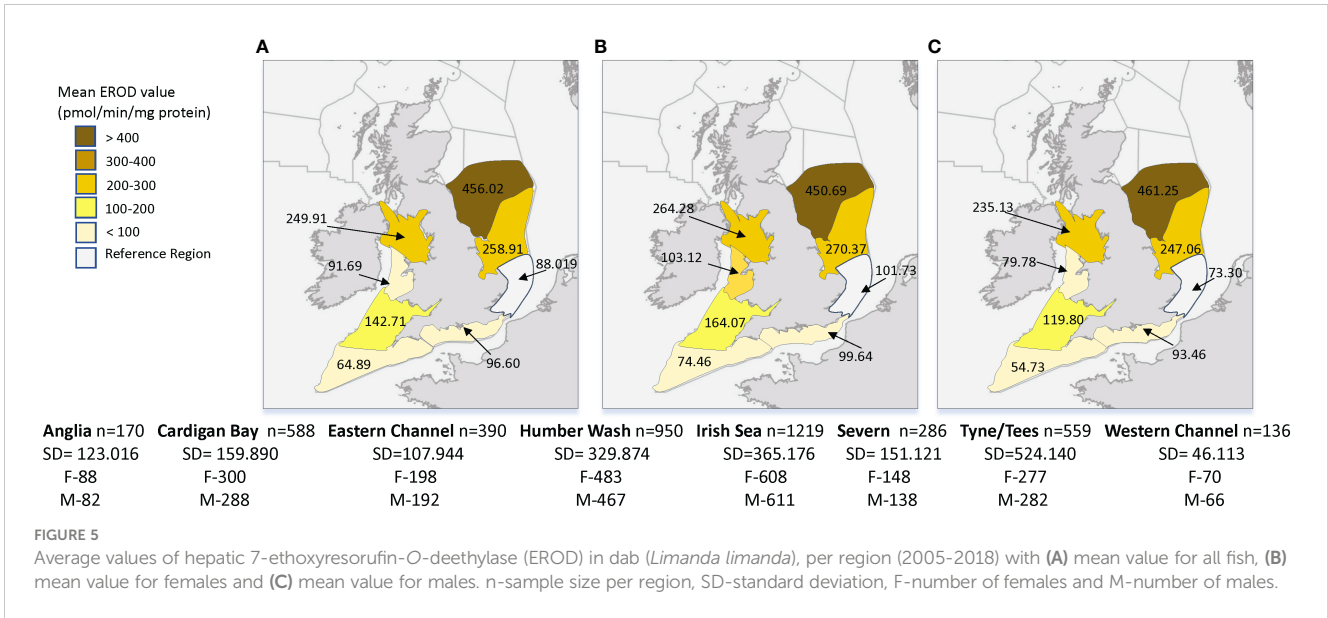 A
B
C
Mean EROD value
(pmol/min/mg protein)
> 400
300-400
200-300
100-200
< 100
Reference Region
456.02
249.91
258.91
91.69
88.019
142.71
64.89
96.60
450.69
264.28
270.37
103.12
101.73
164.07
74.46
99.64
461.25
235.13
247.06
79.78
73.30
119.80
54.73
93.46
Anglia n=170 Cardigan Bay n=588 Eastern Channel n=390 Humber Wash n=950 Irish Sea n=1219 Severn n=286 Tyne/Tees n=559 Western Channel n=136
SD= 123.016 SD= 159.890 SD=107.944 SD= 329.874 SD=365.176 SD= 151.121 SD=524.140 SD= 46.113
F-88 F-300 F-198 F-483 F-608 F-148 F-277 F-70
M-82 M-288 M-192 M-467 M-611 M-138 M-282 M-66
FIGURE 5
Average values of hepatic 7-ethoxyresorufin-O-deethylase (EROD) in dab (Limanda limanda), per region (2005-2018) with (A) mean value for all fish, (B)
mean value for females and (C) mean value for males. n-sample size per region, SD-standard deviation, F-number of females and M-number of males.